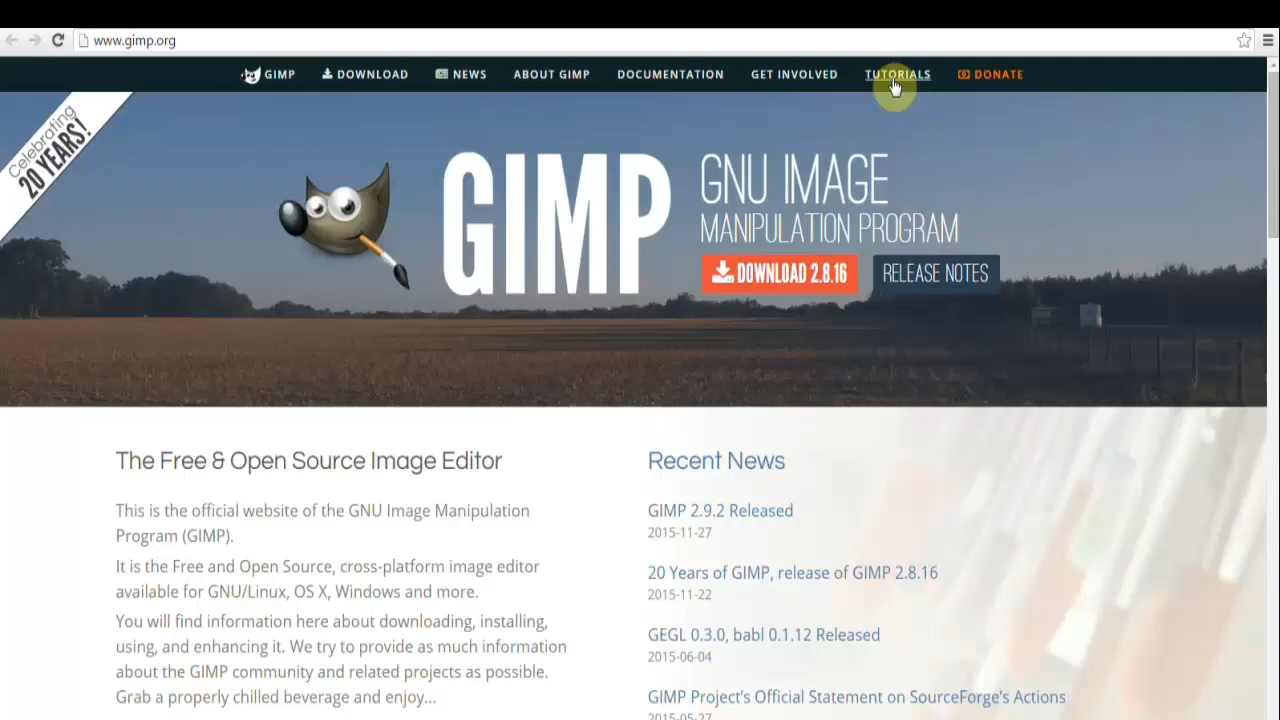 www.gimp.org
GIMP DOWNLOAD NEWS ABOUT GIMP DOCUMENTATION GET INVOLVED TUTORIALS DONATE
Celebrating
20 YEARS!
GIMP
GNU IMAGE
MANIPULATION PROGRAM
DOWNLOAD 2.8.16 RELEASE NOTES
The Free & Open Source Image Editor
This is the official website of the GNU Image Manipulation
Program (GIMP).
It is the Free and Open Source, cross-platform image editor
available for GNU/Linux, OS X, Windows and more.
You will find information here about downloading, installing,
using, and enhancing it. We try to provide as much information
about the GIMP community and related projects as possible.
Grab a properly chilled beverage and enjoy...
Recent News
GIMP 2.9.2 Released
2015-11-27
20 Years of GIMP, release of GIMP 2.8.16
2015-11-22
GEGL 0.3.0, babl 0.1.12 Released
2015-06-04
GIMP Project's Official Statement on SourceForge's Actions
2015-05-27